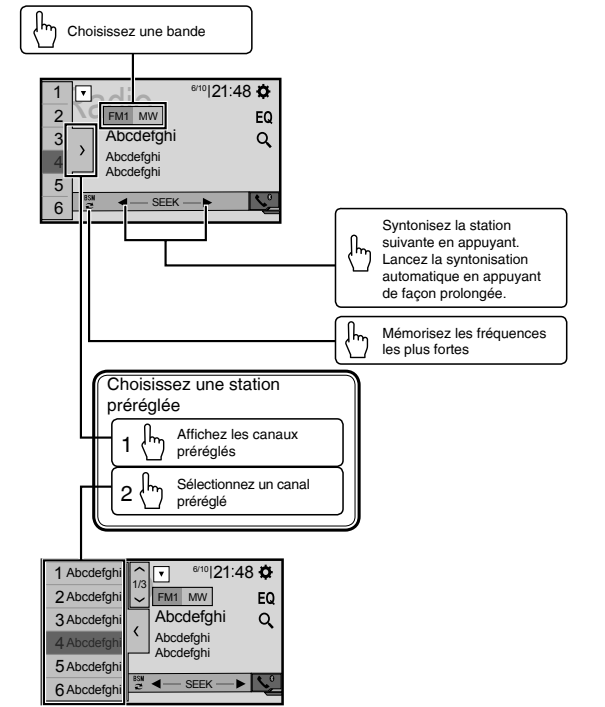 Choisissez une bande
1
2
3
4
5
6
Radio
6/10 21:48
FM1 MW
EQ
Abcdefghi
Abcdefghi
Abcdefghi
BSM
SEEK
Syntonisez la station
suivante en appuyant.
Lancez la syntonisation
automatique en appuyant
de façon prolongée.
Mémorisez les fréquences
les plus fortes
Choisissez une station
préréglée
1 Affichez les canaux
préréglés
2 Sélectionnez un canal
préréglé
1 Abcdefghi
2 Abcdefghi
3 Abcdefghi
4 Abcdefghi
5 Abcdefghi
6 Abcdefghi
1/3
6/10 21:48
FM1 MW
EQ
Abcdefghi
Abcdefghi
Abcdefghi
BSM
SEEK